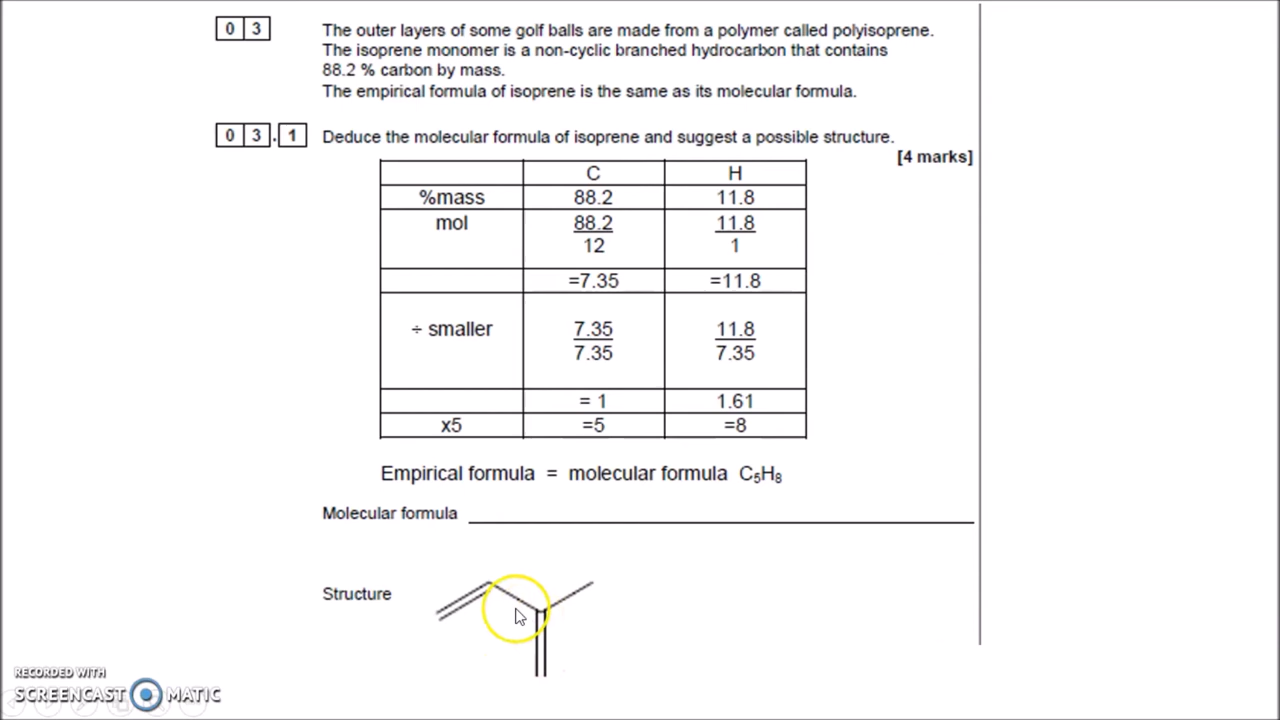 03 The outer layers of some golf balls are made from a polymer called polyisoprene.
The isoprene monomer is a non-cyclic branched hydrocarbon that contains
88.2 % carbon by mass.
The empirical formula of isoprene is the same as its molecular formula.
03.1 Deduce the molecular formula of isoprene and suggest a possible structure.
[4 marks]
C H
%mass 88.2 11.8
mol 88.2 11.8
12 1
=7.35 =11.8
÷ smaller 7.35 11.8
7.35 7.35
= 1 1.61
x5 =5 =8
Empirical formula = molecular formula C₅H₈
Molecular formula
Structure
RECORDED WITH
SCREENCAST MATIC